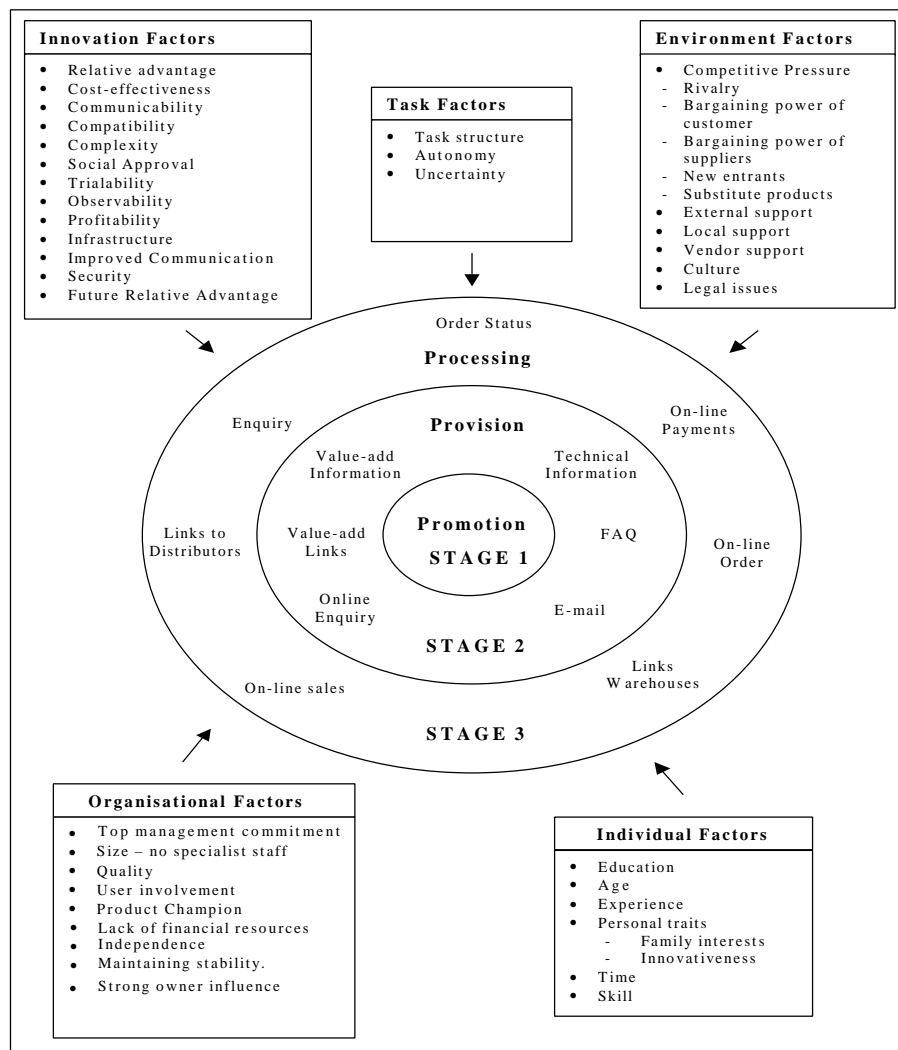 Innovation Factors
• Relative advantage
• Cost-effectiveness
• Communicability
• Compatibility
• Complexity
• Social Approval
• Trialability
• Observability
• Profitability
• Infrastructure
• Improved Communication
• Security
• Future Relative Advantage
Task Factors
• Task structure
• Autonomy
• Uncertainty
Environment Factors
• Competitive Pressure
- Rivalry
- Bargaining power of
customer
- Bargaining power of
suppliers
- New entrants
- Substitute products
• External support
• Local support
• Vendor support
• Culture
• Legal issues
Order Status
Processing
Enquiry
On-line
Payments
Provision
Value-add
Information
Technical
Information
Promotion
STAGE 1
Links to
Distributors
Value-add
Links
FAQ
On-line
Order
Online
Enquiry
E-mail
STAGE 2
Links
Warehouses
On-line sales
STAGE 3
Organisational Factors
• Top management commitment
• Size – no specialist staff
• Quality
• User involvement
• Product Champion
• Lack of financial resources
• Independence
• Maintaining stability.
• Strong owner influence
Individual Factors
• Education
• Age
• Experience
• Personal traits
- Family interests
- Innovativeness
• Time
• Skill